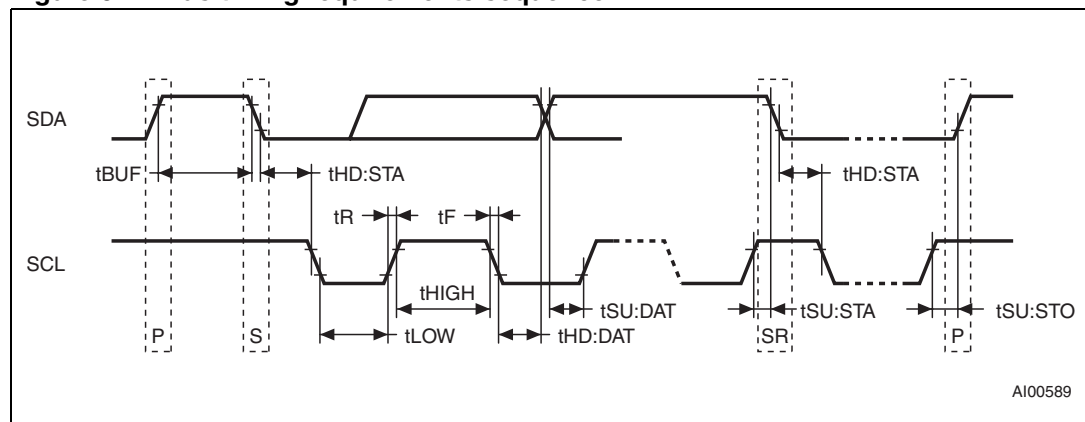 SDA
tBUF
tHD:STA
tHD:STA
tR
tF
SCL
tHIGH
tSU:DAT
tSU:STA
tSU:STO
P
S
tLOW
tHD:DAT
SR
P
AI00589